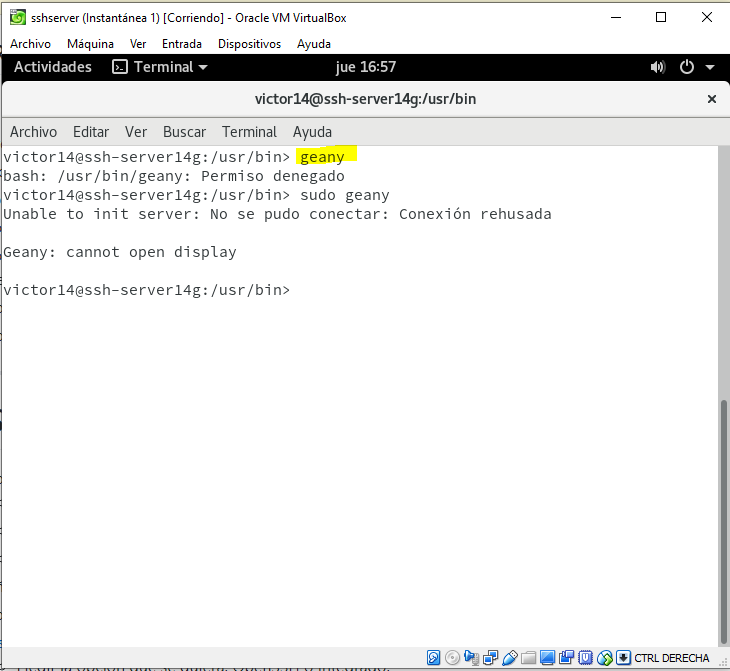 sshserver (Instantánea 1) [Corriendo] - Oracle VM VirtualBox
Archivo Máquina Ver Entrada Dispositivos Ayuda
Actividades Terminal jue 16:57
victor14@ssh-server14g:/usr/bin
Archivo Editar Ver Buscar Terminal Ayuda
victor14@ssh-server14g:/usr/bin> geany
bash: /usr/bin/geany: Permiso denegado
victor14@ssh-server14g:/usr/bin> sudo geany
Unable to init server: No se pudo conectar: Conexión rehusada
Geany: cannot open display
victor14@ssh-server14g:/usr/bin>
CTRL DERECHA